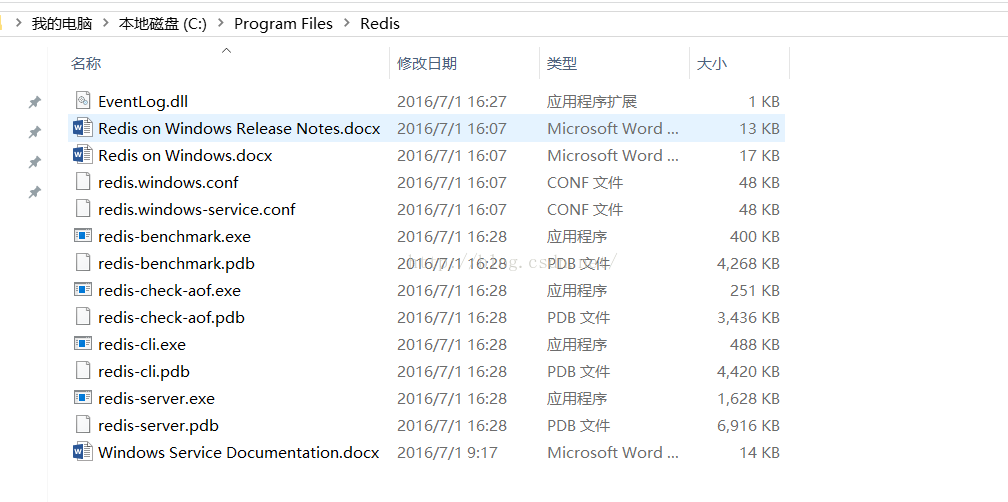 我的电脑 > 本地磁盘 (C:) > Program Files > Redis
名称 修改日期 类型 大小
EventLog.dll 2016/7/1 16:27 应用程序扩展 1 KB
Redis on Windows Release Notes.docx 2016/7/1 16:07 Microsoft Word ... 13 KB
Redis on Windows.docx 2016/7/1 16:07 Microsoft Word ... 17 KB
redis.windows.conf 2016/7/1 16:07 CONF 文件 48 KB
redis.windows-service.conf 2016/7/1 16:07 CONF 文件 48 KB
redis-benchmark.exe 2016/7/1 16:28 应用程序 400 KB
redis-benchmark.pdb 2016/7/1 16:28 PDB 文件 4,268 KB
redis-check-aof.exe 2016/7/1 16:28 应用程序 251 KB
redis-check-aof.pdb 2016/7/1 16:28 PDB 文件 3,436 KB
redis-cli.exe 2016/7/1 16:28 应用程序 488 KB
redis-cli.pdb 2016/7/1 16:28 PDB 文件 4,420 KB
redis-server.exe 2016/7/1 16:28 应用程序 1,628 KB
redis-server.pdb 2016/7/1 16:28 PDB 文件 6,916 KB
Windows Service Documentation.docx 2016/7/1 9:17 Microsoft Word ... 14 KB